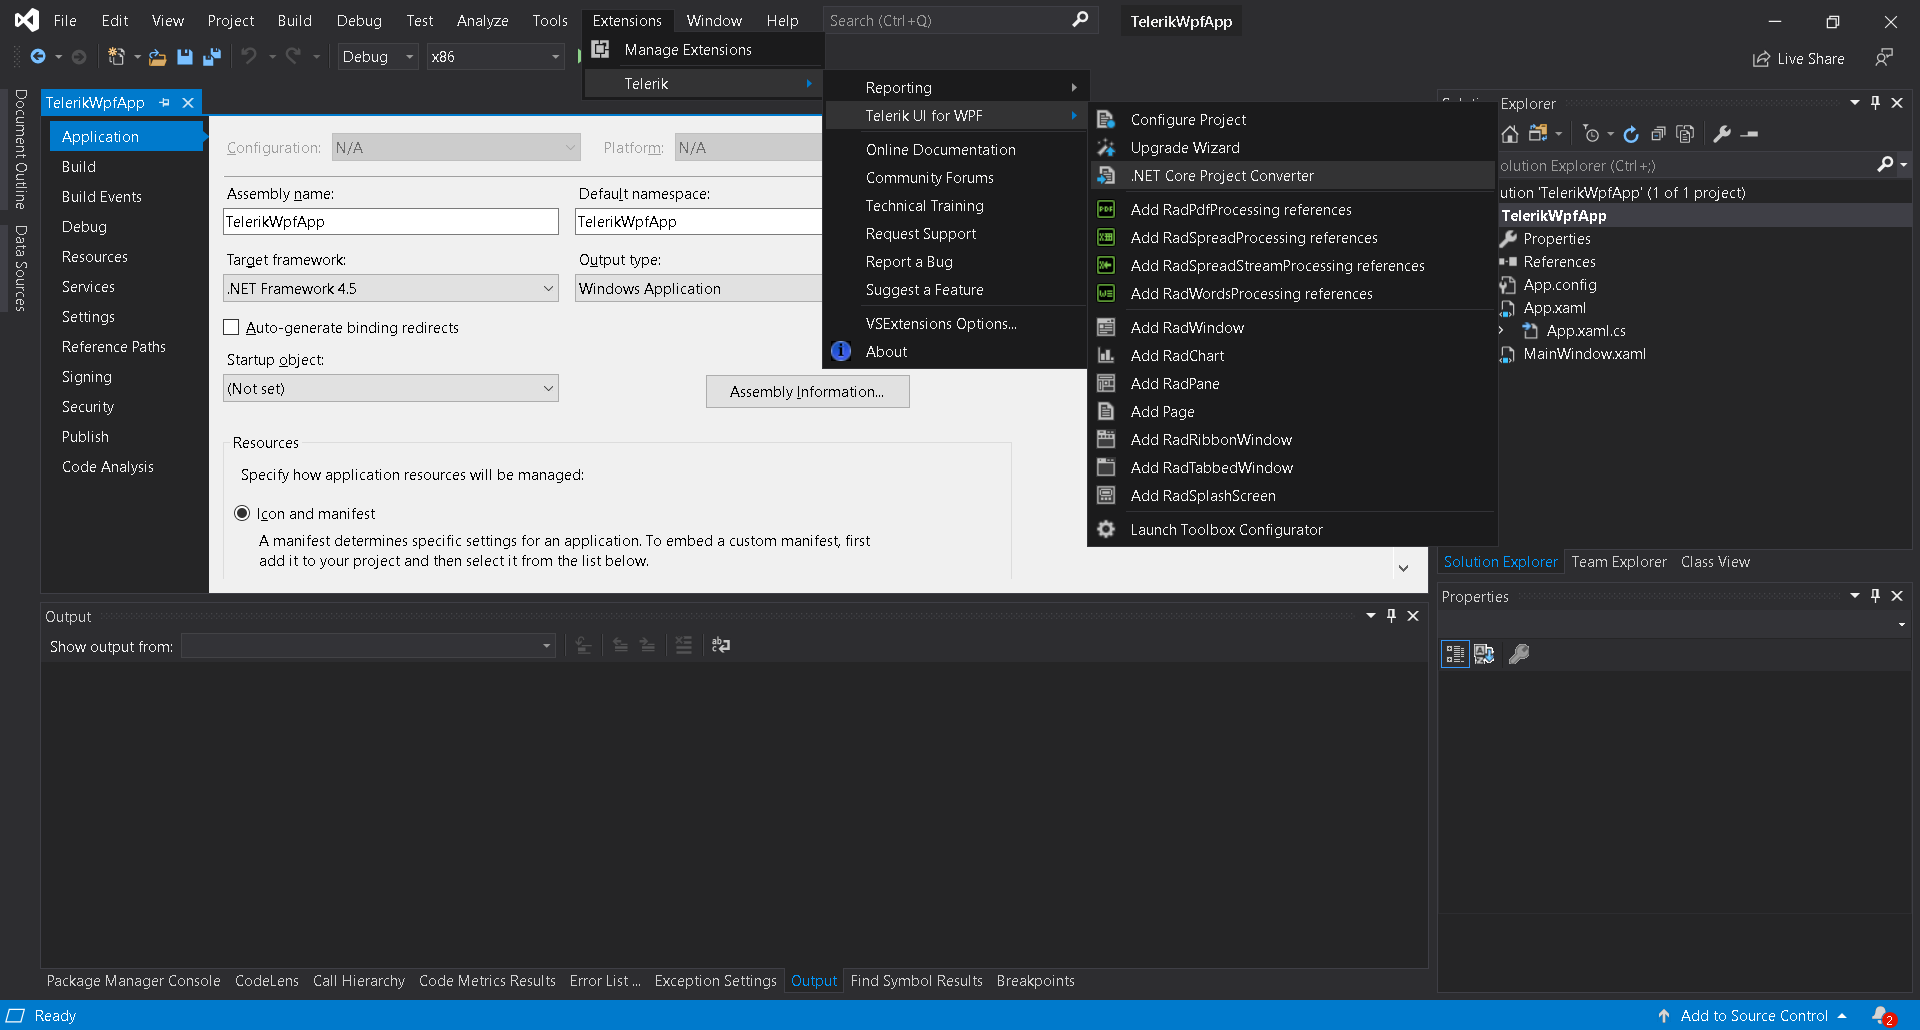 File Edit View Project Build Debug Test Analyze Tools Extensions Window Help Search (Ctrl+Q) TelerikWpfApp
Debug x86 Live Share
Manage Extensions
Telerik
Reporting
Telerik UI for WPF
Online Documentation
Community Forums
Technical Training
Request Support
Report a Bug
Suggest a Feature
VSExtensions Options...
About
Configure Project
Upgrade Wizard
.NET Core Project Converter
Add RadPdfProcessing references
Add RadSpreadProcessing references
Add RadSpreadStreamProcessing references
Add RadWordsProcessing references
Add RadWindow
Add RadChart
Add RadPane
Add Page
Add RadRibbonWindow
Add RadTabbedWindow
Add RadSplashScreen
Launch Toolbox Configurator
Document Outline
Data Sources
TelerikWpfApp
Application
Build
Build Events
Debug
Resources
Services
Settings
Reference Paths
Signing
Security
Publish
Code Analysis
Configuration: N/A Platform: N/A
Assembly name: Default namespace:
TelerikWpfApp TelerikWpfApp
Target framework: Output type:
.NET Framework 4.5 Windows Application
Auto-generate binding redirects
Startup object:
(Not set) Assembly Information...
Resources
Specify how application resources will be managed:
Icon and manifest
A manifest determines specific settings for an application. To embed a custom manifest, first
add it to your project and then select it from the list below.
Explorer
olution Explorer (Ctrl+;)
ution 'TelerikWpfApp' (1 of 1 project)
TelerikWpfApp
Properties
References
App.config
App.xaml
App.xaml.cs
MainWindow.xaml
Solution Explorer Team Explorer Class View
Properties
Output
Show output from:
Package Manager Console CodeLens Call Hierarchy Code Metrics Results Error List ... Exception Settings Output Find Symbol Results Breakpoints
Ready Add to Source Control 2